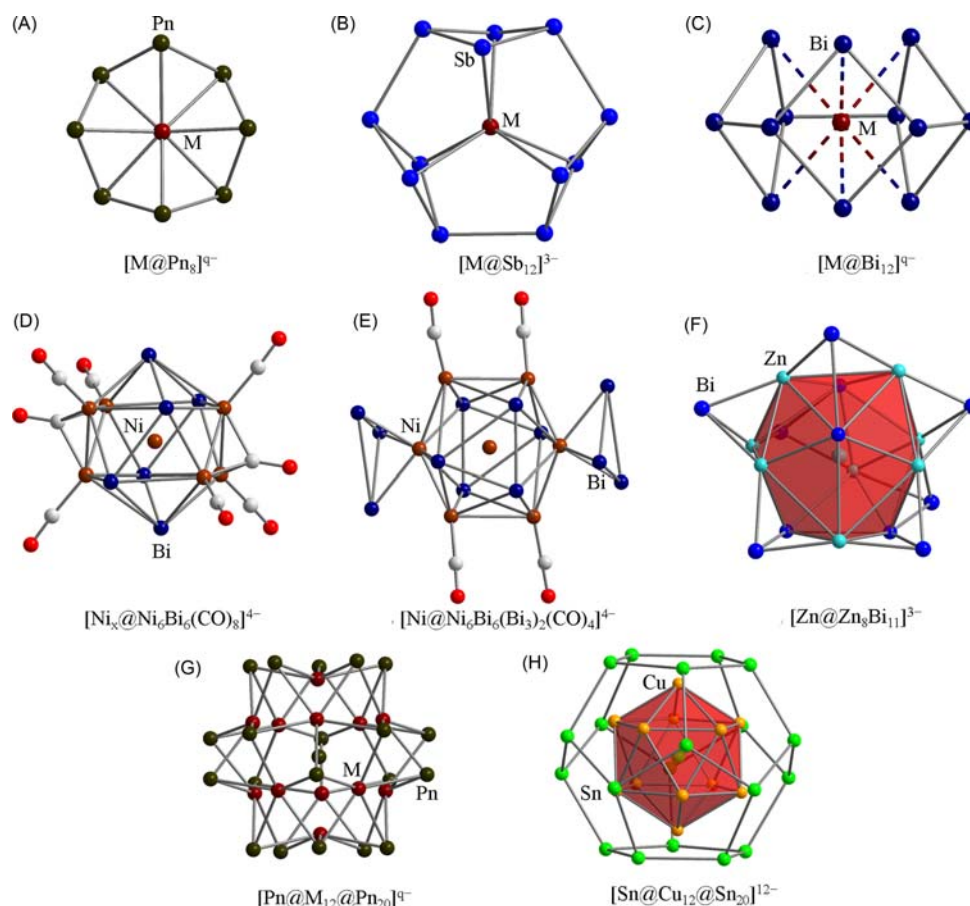 (A)
Pn
M
[M@Pn₈]q⁻
(B)
Sb
M
[M@Sb₁₂]³⁻
(C)
Bi
M
[M@Bi₁₂]q⁻
(D)
Ni
Bi
[Niₓ@Ni₆Bi₆(CO)₈]⁴⁻
(E)
Ni
Bi
[Ni@Ni₆Bi₆(Bi₃)₂(CO)₄]⁴⁻
(F)
Zn
Bi
[Zn@Zn₈Bi₁₁]³⁻
(G)
M
Pn
[Pn@M₁₂@Pn₂₀]q⁻
(H)
Cu
Sn
[Sn@Cu₁₂@Sn₂₀]¹²⁻